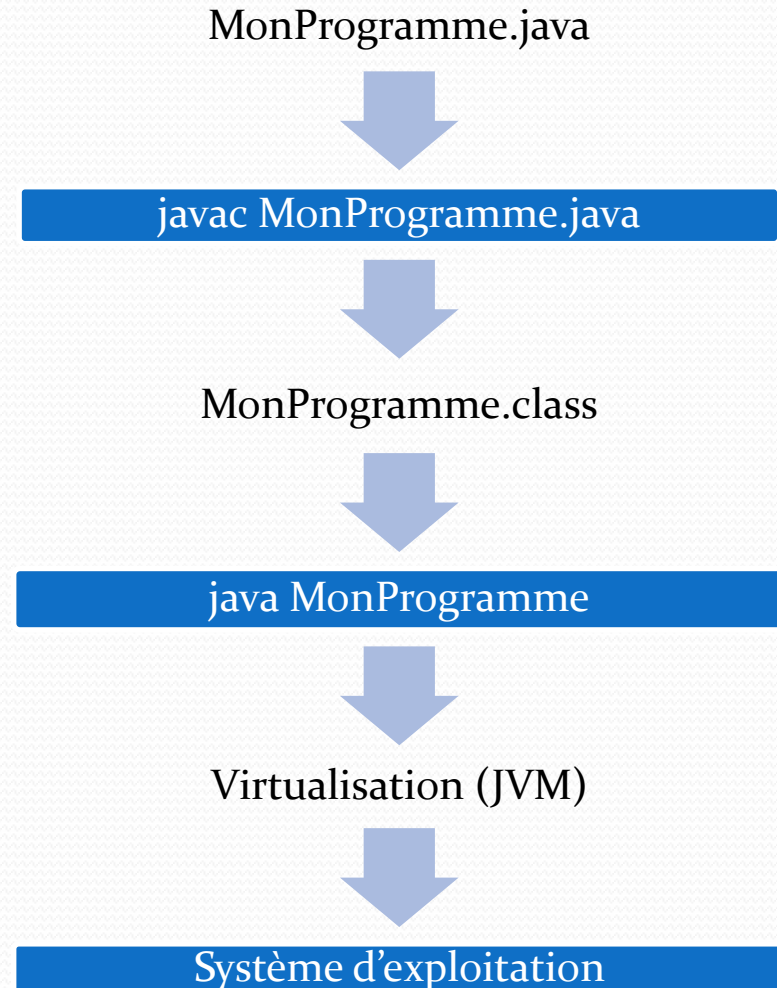 MonProgramme.java
javac MonProgramme.java
MonProgramme.class
java MonProgramme
Virtualisation (JVM)
Système d’exploitation